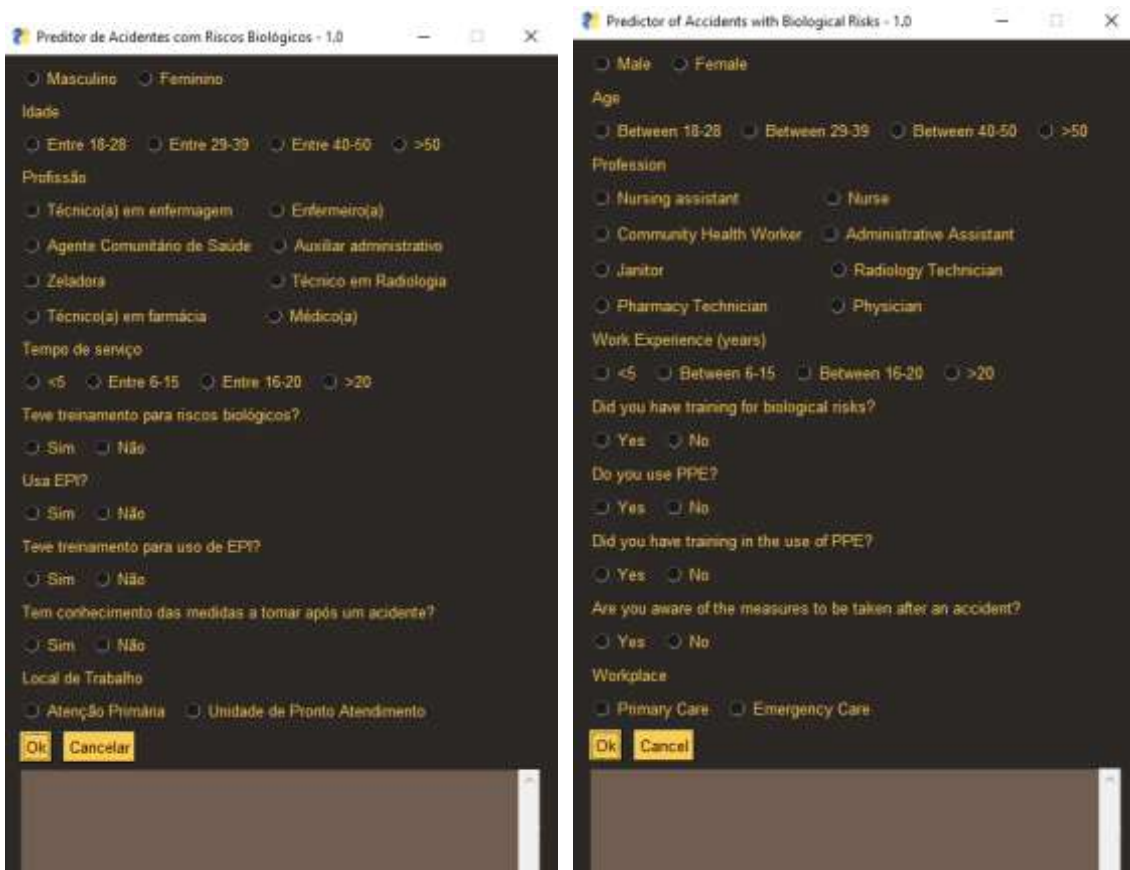 Preditor de Acidentes com Riscos Biológicos - 1.0
Masculino Feminino
Idade
Entre 18-28 Entre 29-39 Entre 40-50 >50
Profissão
Técnico(a) em enfermagem Enfermeiro(a)
Agente Comunitário de Saúde Auxiliar administrativo
Zeladora Técnico em Radiologia
Técnico(a) em farmácia Médico(a)
Tempo de serviço
<5 Entre 6-15 Entre 16-20 >20
Teve treinamento para riscos biológicos?
Sim Não
Usa EPI?
Sim Não
Teve treinamento para uso de EPI?
Sim Não
Tem conhecimento das medidas a tomar após um acidente?
Sim Não
Local de Trabalho
Atenção Primária Unidade de Pronto Atendimento
Ok Cancelar
Predictor of Accidents with Biological Risks - 1.0
Male Female
Age
Between 18-28 Between 29-39 Between 40-50 >50
Profession
Nursing assistant Nurse
Community Health Worker Administrative Assistant
Janitor Radiology Technician
Pharmacy Technician Physician
Work Experience (years)
<5 Between 6-15 Between 16-20 >20
Did you have training for biological risks?
Yes No
Do you use PPE?
Yes No
Did you have training in the use of PPE?
Yes No
Are you aware of the measures to be taken after an accident?
Yes No
Workplace
Primary Care Emergency Care
Ok Cancel